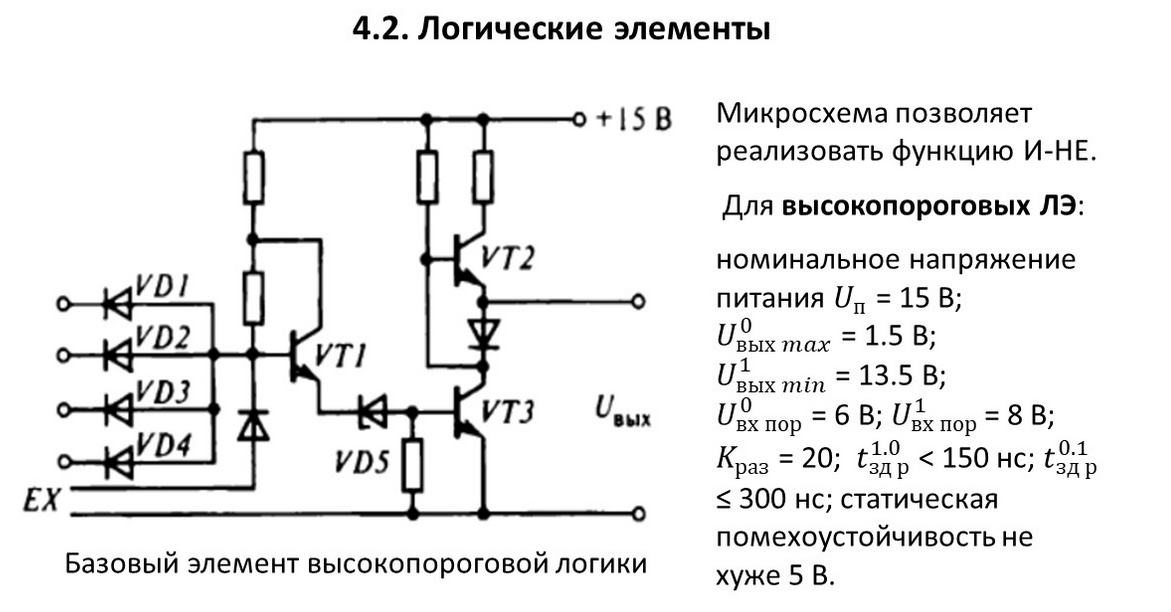 4.2. Логические элементы
+15 В
VD1
VD2
VD3
VD4
EX
VT1
VD5
VT2
VT3
Uвых
Базовый элемент высокопороговой логики
Микросхема позволяет
реализовать функцию И-НЕ.
Для высокопороговых ЛЭ:
номинальное напряжение
питания Uп = 15 В;
U⁰вых max = 1.5 В;
U¹вых min = 13.5 В;
U⁰вх пор = 6 В; U¹вх пор = 8 В;
Kраз = 20; t¹·⁰зд р < 150 нс; t⁰·¹зд р
≤ 300 нс; статическая
помехоустойчивость не
хуже 5 В.